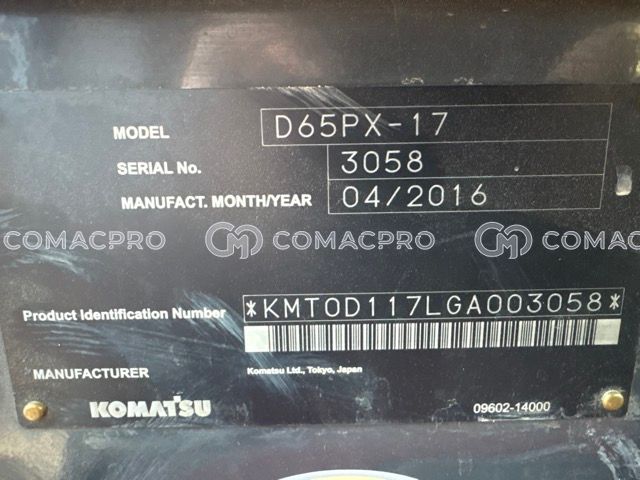 MODEL D65PX-17
SERIAL No. 3058
MANUFACT. MONTH/YEAR 04/2016
COMACPRO COMACPRO COMACPRO
Product Identification Number *KMT0D117LGA003058*
MANUFACTURER Komatsu Ltd., Tokyo, Japan
KOMATSU 09602-14000